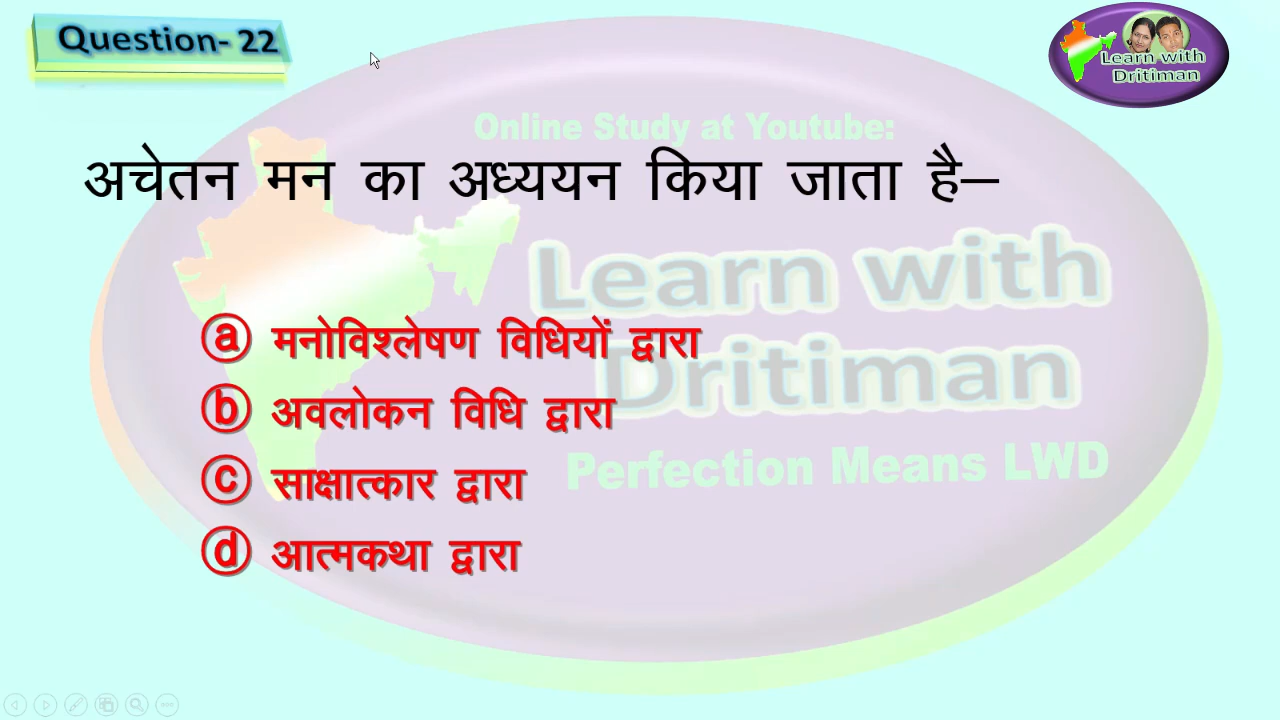 Question- 22
Learn with
Dritiman
Online Study at Youtube:
अचेतन मन का अध्ययन किया जाता है–
Learn with
Dritiman
ⓐ मनोविश्लेषण विधियों द्वारा
ⓑ अवलोकन विधि द्वारा
ⓒ साक्षात्कार द्वारा
Perfection Means LWD
ⓓ आत्मकथा द्वारा